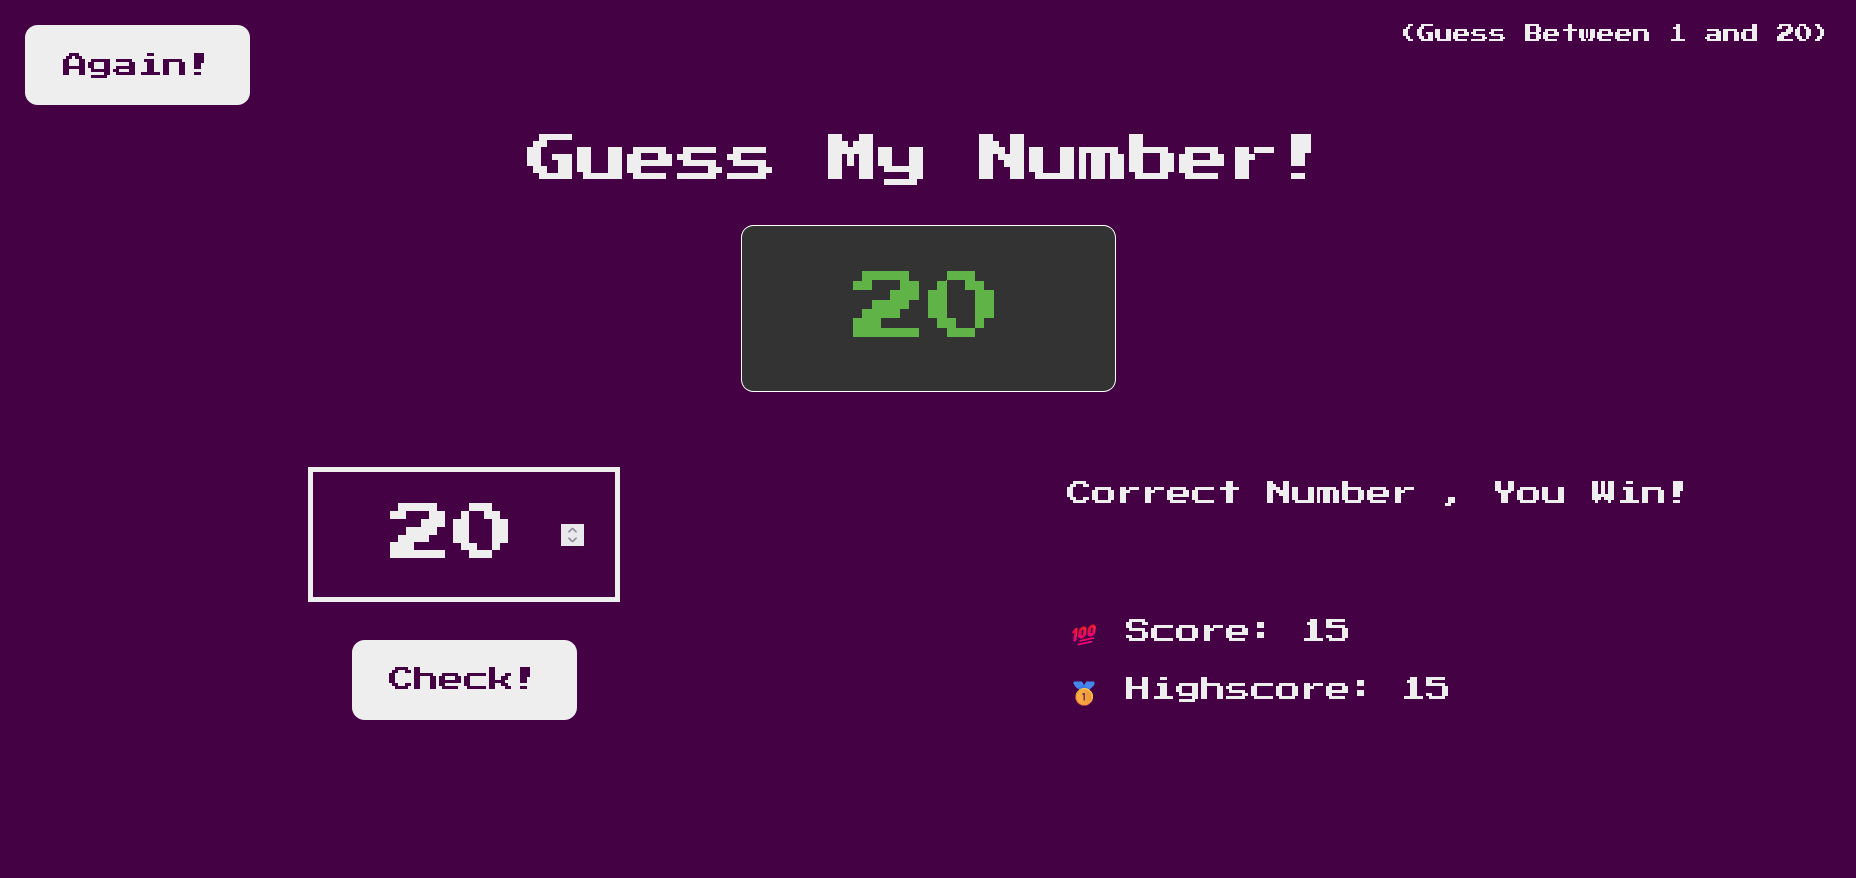 Again!
(Guess Between 1 and 20)
Guess My Number!
20
20
Check!
Correct Number , You Win!
💯 Score: 15
🥇 Highscore: 15